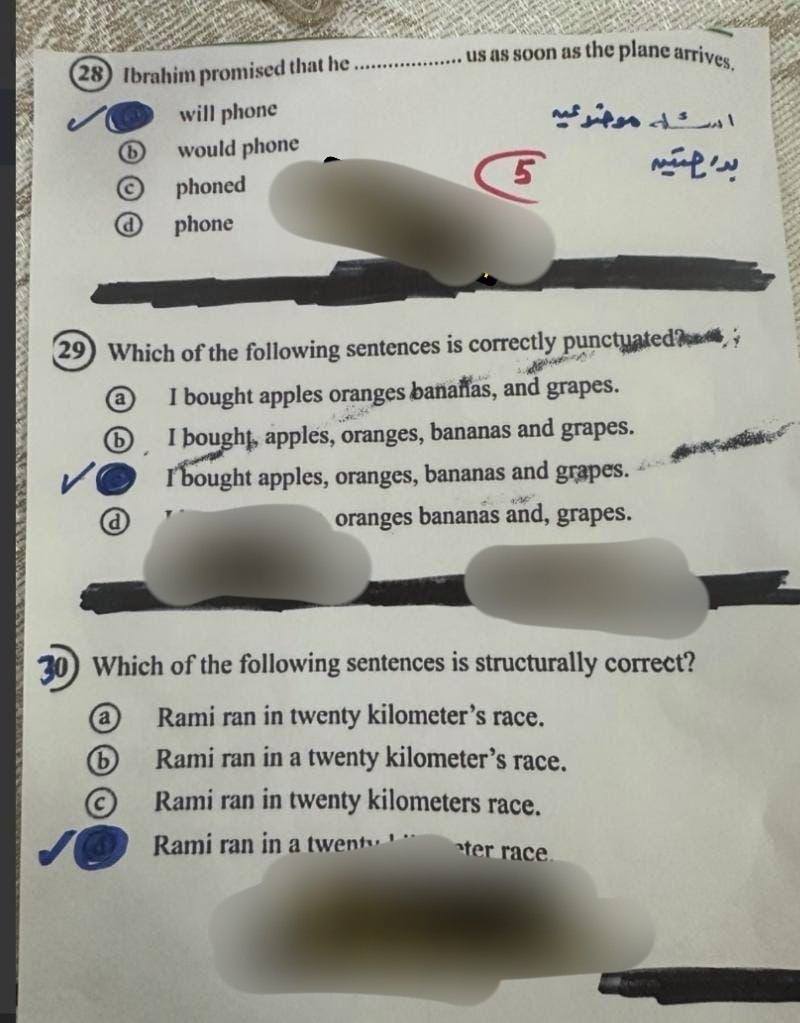 28 Ibrahim promised that he .................. us as soon as the plane arrives.
will phone
اسئلة موضوعية
b would phone
بداجتيه
5
c phoned
d phone
29 Which of the following sentences is correctly punctuated?
a I bought apples oranges bananas, and grapes.
b I bought, apples, oranges, bananas and grapes.
I bought apples, oranges, bananas and grapes.
d oranges bananas and, grapes.
30 Which of the following sentences is structurally correct?
a Rami ran in twenty kilometer’s race.
b Rami ran in a twenty kilometer’s race.
c Rami ran in twenty kilometers race.
d Rami ran in a twenty race.